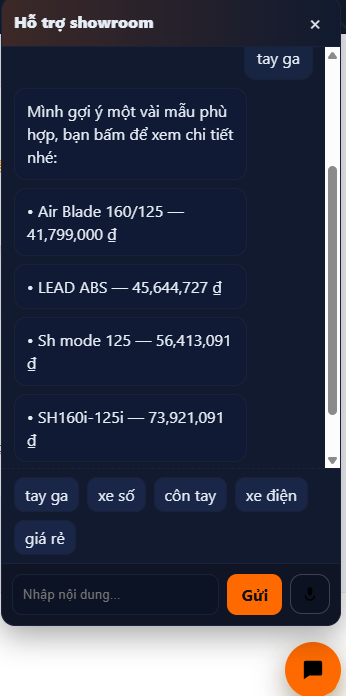 Hỗ trợ showroom
×
tay ga
Mình gợi ý một vài mẫu phù
hợp, bạn bấm để xem chi tiết
nhé:
• Air Blade 160/125 —
41,799,000 ₫
• LEAD ABS — 45,644,727 ₫
• Sh mode 125 — 56,413,091
₫
• SH160i-125i — 73,921,091
₫
tay ga
xe số
côn tay
xe điện
giá rẻ
Nhập nội dung...
Gửi